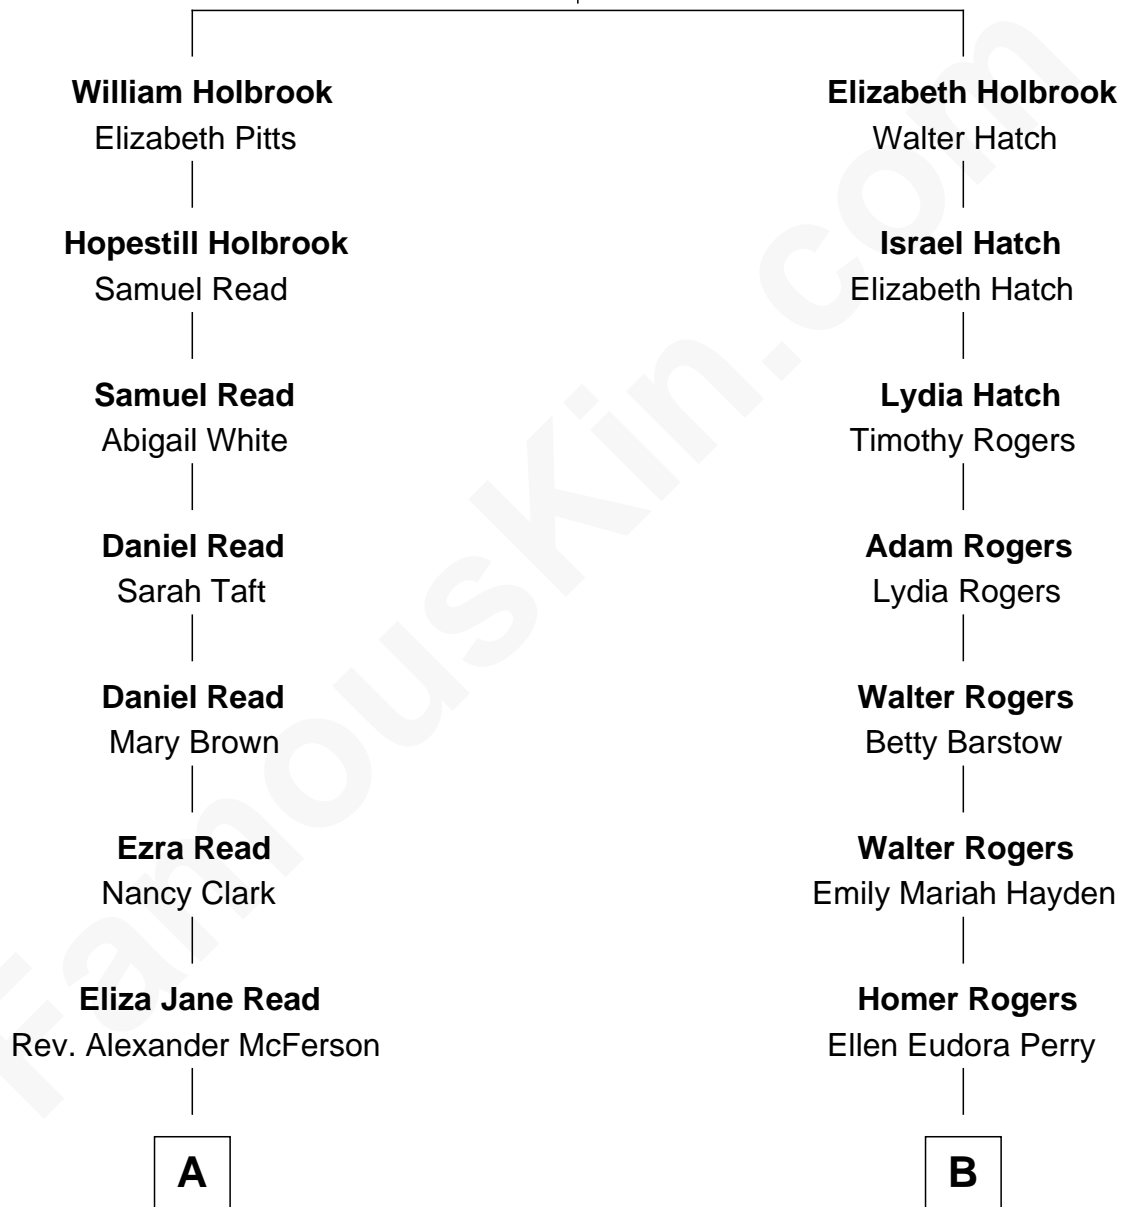 William Holbrook
Elizabeth Pitts
Hopestill Holbrook
Samuel Read
Samuel Read
Abigail White
Daniel Read
Sarah Taft
Daniel Read
Mary Brown
Ezra Read
Nancy Clark
Eliza Jane Read
Rev. Alexander McFerson
A
Elizabeth Holbrook
Walter Hatch
Israel Hatch
Elizabeth Hatch
Lydia Hatch
Timothy Rogers
Adam Rogers
Lydia Rogers
Walter Rogers
Betty Barstow
Walter Rogers
Emily Mariah Hayden
Homer Rogers
Ellen Eudora Perry
B
FamousKin.com